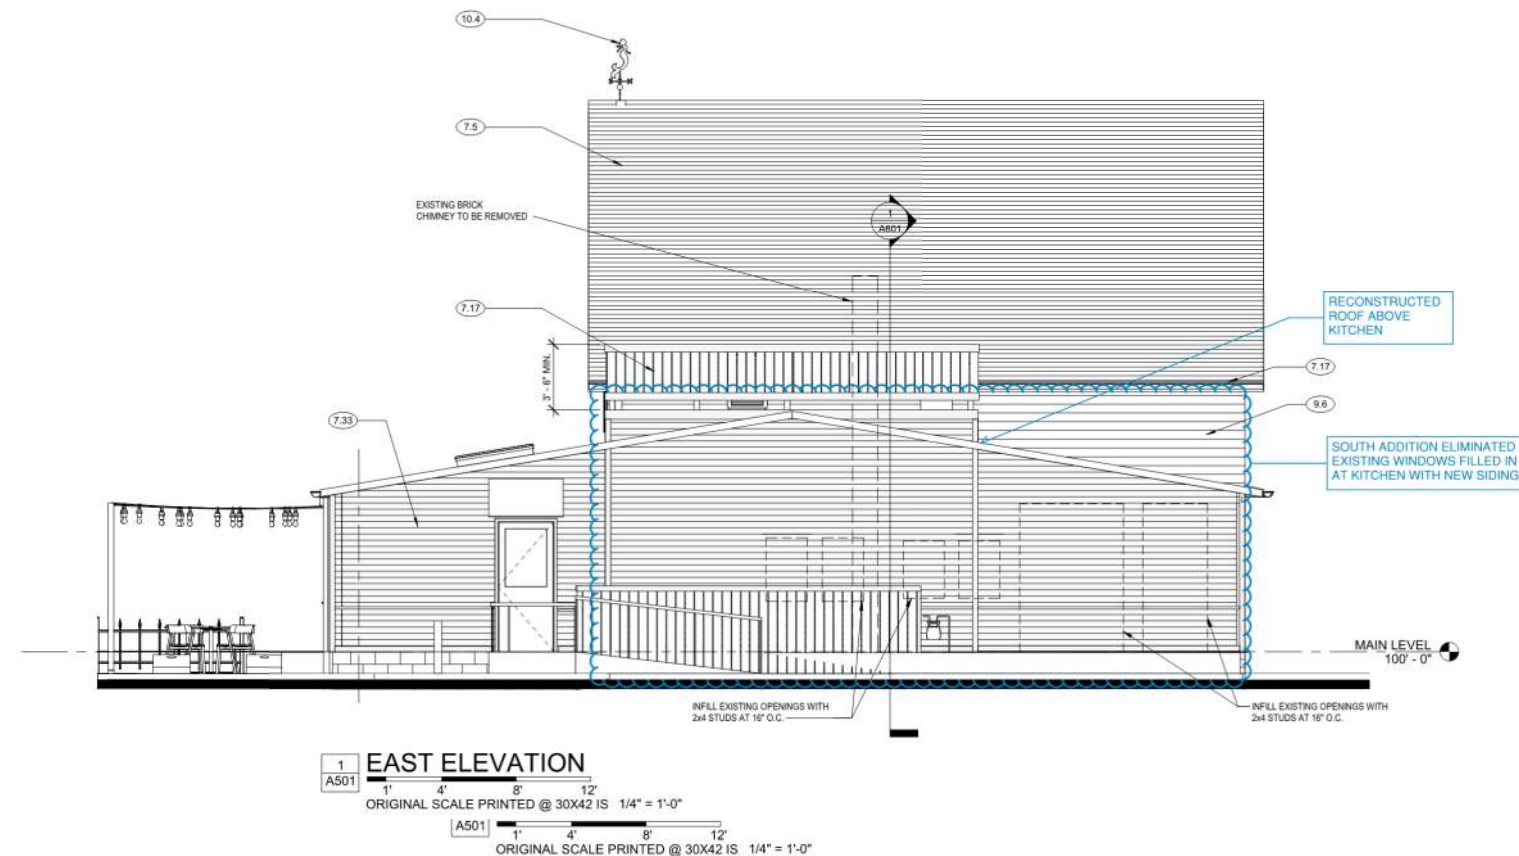 10.4
7.5
EXISTING BRICK
CHIMNEY TO BE REMOVED
1
A601
7.17
3' - 6" MIN.
RECONSTRUCTED
ROOF ABOVE
KITCHEN
7.17
7.33
9.6
SOUTH ADDITION ELIMINATED
EXISTING WINDOWS FILLED IN
AT KITCHEN WITH NEW SIDING
MAIN LEVEL
100' - 0"
INFILL EXISTING OPENINGS WITH
2x4 STUDS AT 16" O.C.
INFILL EXISTING OPENINGS WITH
2x4 STUDS AT 16" O.C.
1
A501
EAST ELEVATION
1' 4' 8' 12'
ORIGINAL SCALE PRINTED @ 30X42 IS 1/4" = 1'-0"
A501
1' 4' 8' 12'
ORIGINAL SCALE PRINTED @ 30X42 IS 1/4" = 1'-0"